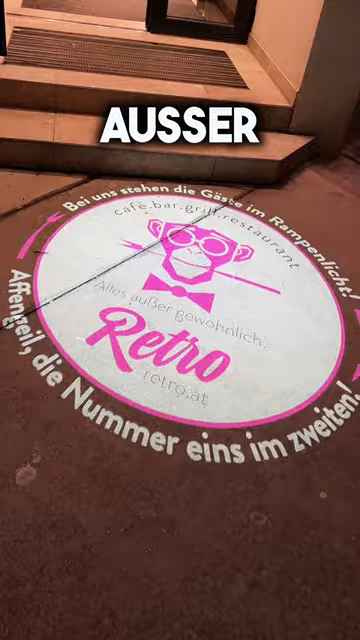 AUSSER
Bei uns stehen die Gäste im Rampenlicht!
café.bar.grill.restaurant
Alles außer gewöhnlich.
Retro
retro.at
Affengeil, die Nummer eins im zweiten!